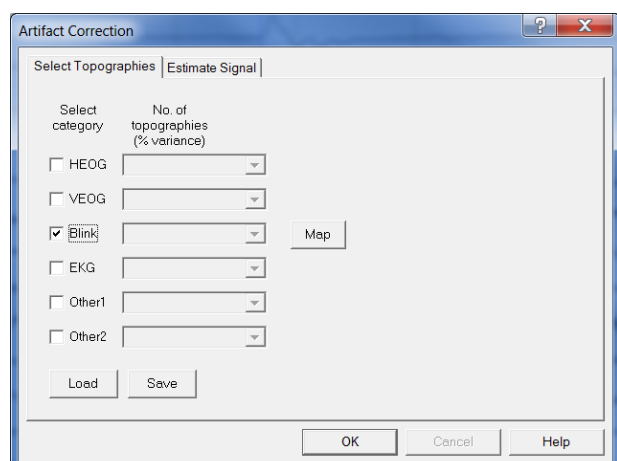 Artifact Correction
?
X
Select Topographies
Estimate Signal
Select
category
No. of
topographies
(% variance)
HEOG
VEOG
Blink
Map
EKG
Other1
Other2
Load
Save
OK
Cancel
Help